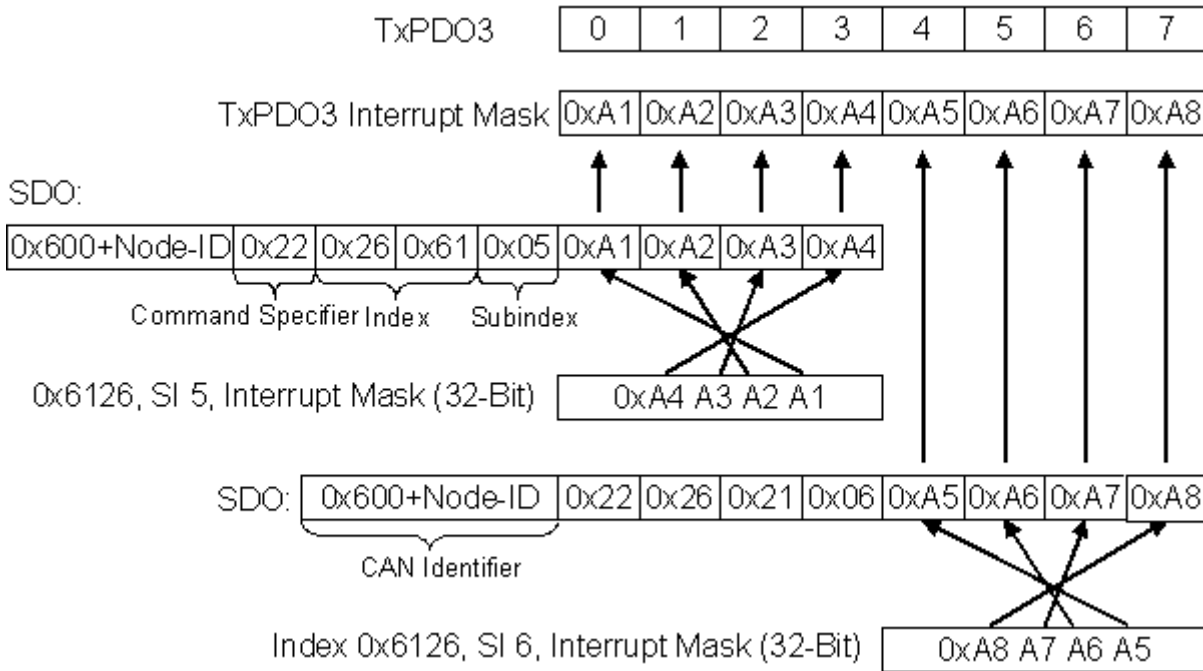 TxPDO3 0 1 2 3 4 5 6 7
TxPDO3 Interrupt Mask 0xA1 0xA2 0xA3 0xA4 0xA5 0xA6 0xA7 0xA8
SDO:
0x600+Node-ID 0x22 0x26 0x61 0x05 0xA1 0xA2 0xA3 0xA4
Command Specifier Index Subindex
0x6126, SI 5, Interrupt Mask (32-Bit) 0xA4 A3 A2 A1
SDO: 0x600+Node-ID 0x22 0x26 0x21 0x06 0xA5 0xA6 0xA7 0xA8
CAN Identifier
Index 0x6126, SI 6, Interrupt Mask (32-Bit) 0xA8 A7 A6 A5